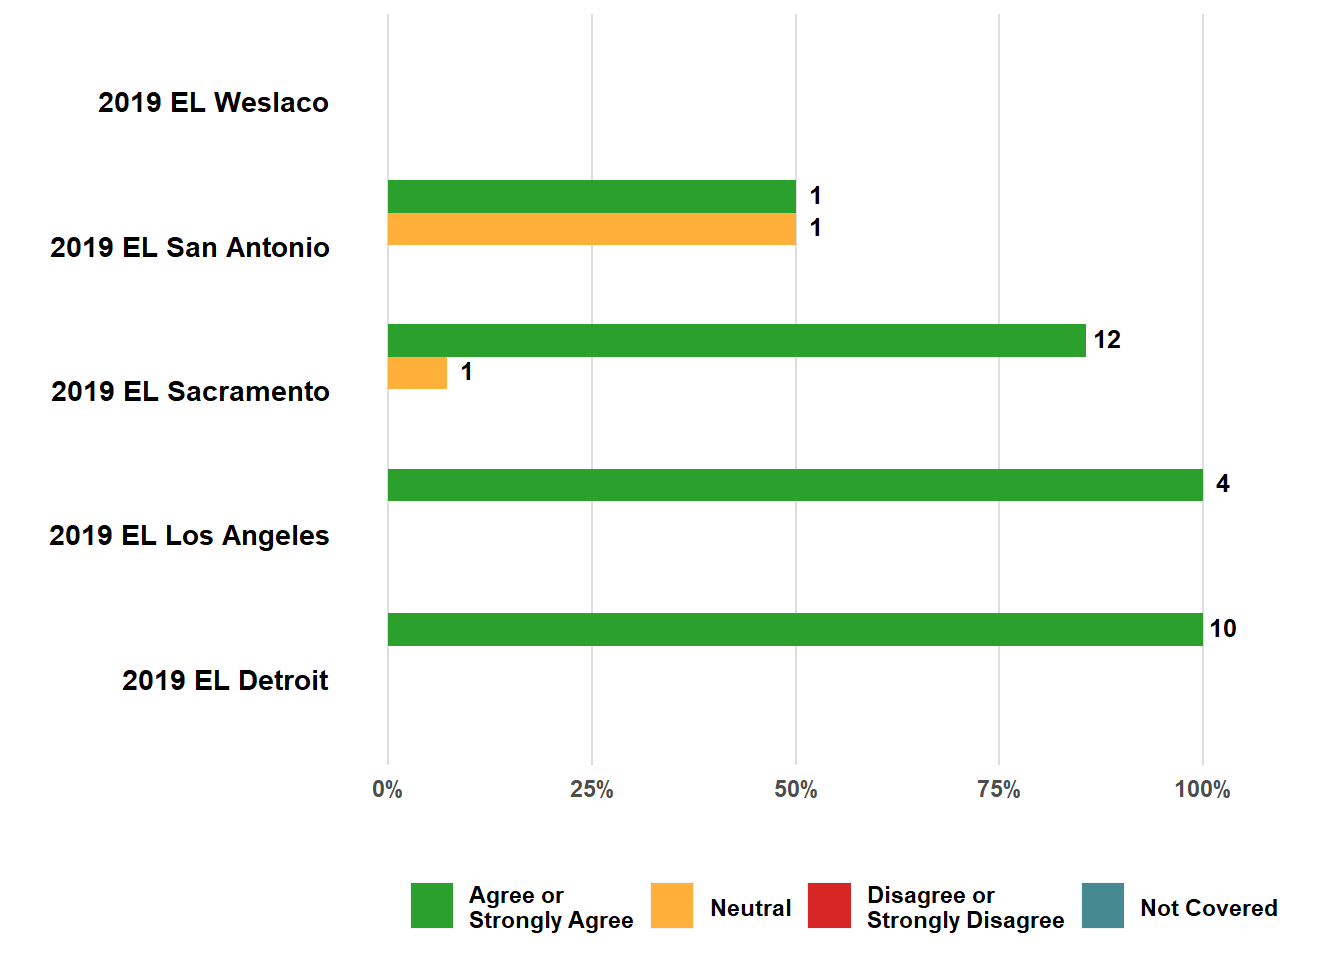 2019 EL Weslaco
1
1
2019 EL San Antonio
12
1
2019 EL Sacramento
4
2019 EL Los Angeles
10
2019 EL Detroit
0%
25%
50%
75%
100%
Agree or
Strongly Agree
Neutral
Disagree or
Strongly Disagree
Not Covered